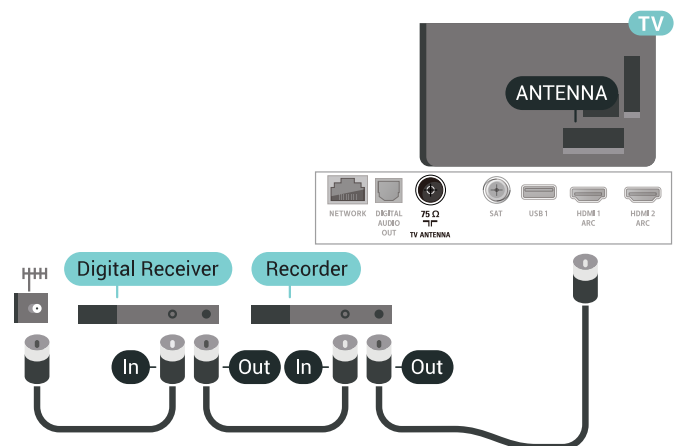 TV
ANTENNA
NETWORK
DIGITAL
AUDIO
OUT
75 Ω
TV ANTENNA
SAT
USB 1
HDMI 1
ARC
HDMI 2
ARC
Digital Receiver
Recorder
In
Out
In
Out